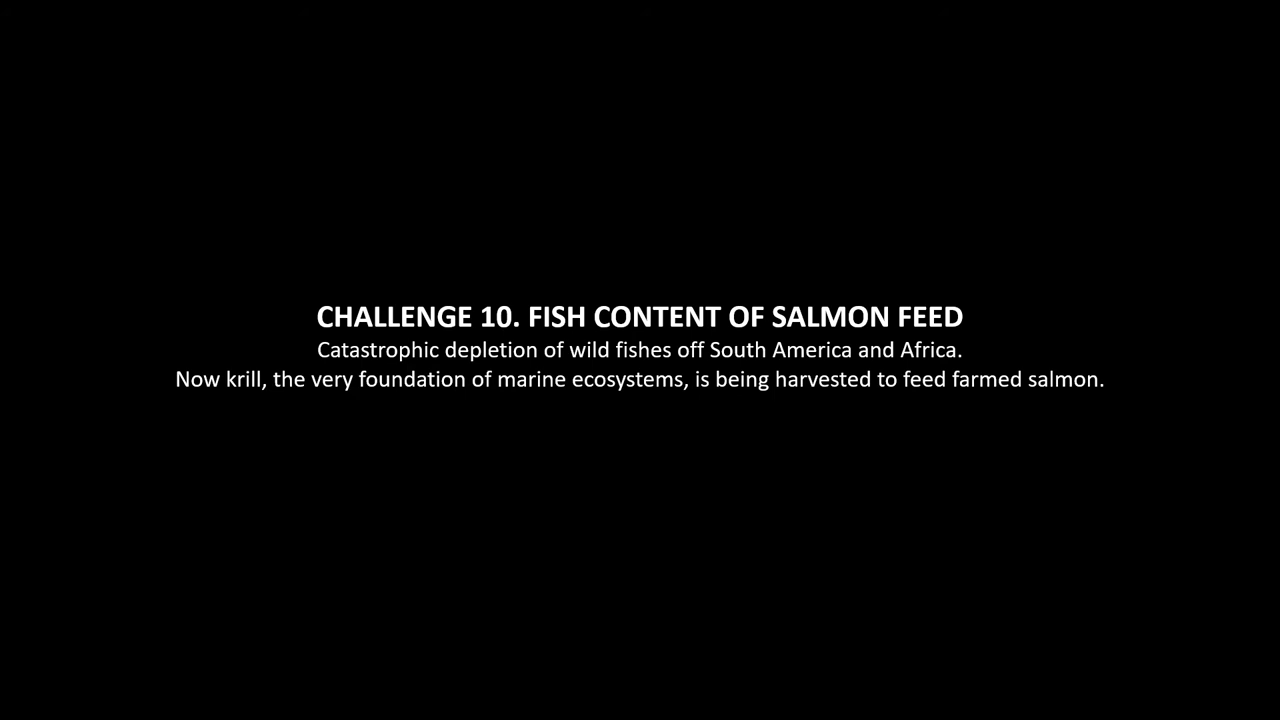 CHALLENGE 10. FISH CONTENT OF SALMON FEED
Catastrophic depletion of wild fishes off South America and Africa.
Now krill, the very foundation of marine ecosystems, is being harvested to feed farmed salmon.